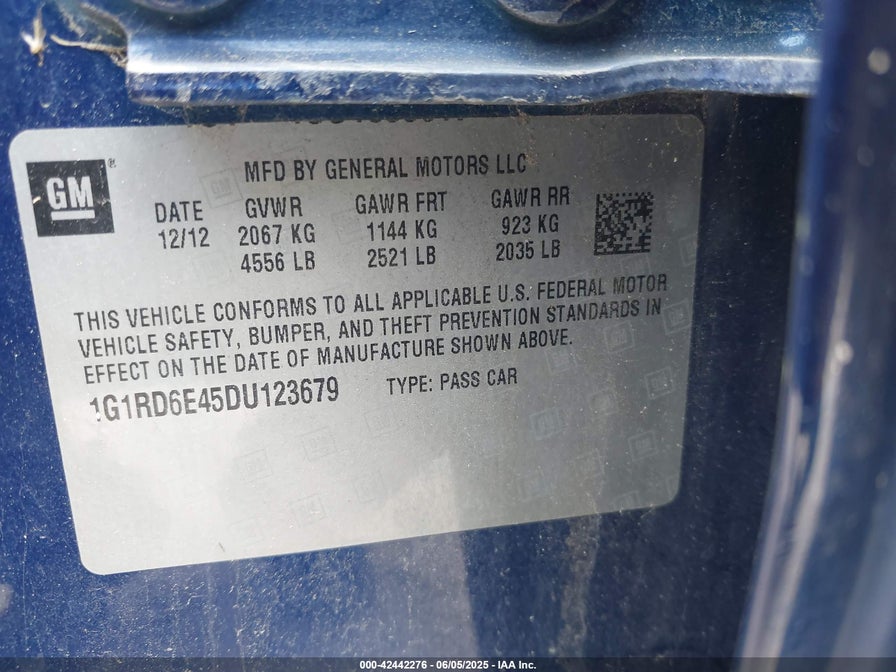 GM
®
MFD BY GENERAL MOTORS LLC
DATE GVWR GAWR FRT GAWR RR
12/12 2067 KG 1144 KG 923 KG
4556 LB 2521 LB 2035 LB
THIS VEHICLE CONFORMS TO ALL APPLICABLE U.S. FEDERAL MOTOR
VEHICLE SAFETY, BUMPER, AND THEFT PREVENTION STANDARDS IN
EFFECT ON THE DATE OF MANUFACTURE SHOWN ABOVE.
1G1RD6E45DU123679 TYPE: PASS CAR
000-42442276 - 06/05/2025 - IAA Inc.